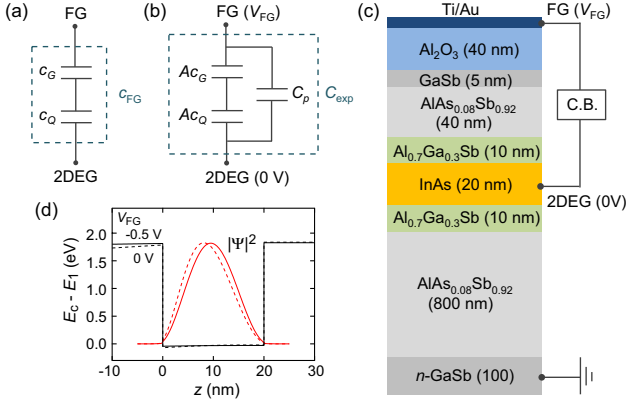 (a)
FG
c_G
c_Q
c_FG
2DEG
(b)
FG (V_FG)
Ac_G
Ac_Q
C_p
C_exp
2DEG (0 V)
(c)
Ti/Au
FG (V_FG)
Al₂O₃ (40 nm)
GaSb (5 nm)
AlAs₀.₀₈Sb₀.₉₂
(40 nm)
C.B.
Al₀.₇Ga₀.₃Sb (10 nm)
InAs (20 nm)
2DEG (0V)
Al₀.₇Ga₀.₃Sb (10 nm)
AlAs₀.₀₈Sb₀.₉₂
(800 nm)
n-GaSb (100)
(d)
V_FG
-0.5 V
0 V
|Ψ|²
E_c - E_1 (eV)
2.0
1.5
1.0
0.5
0.0
-10 0 10 20 30
z (nm)